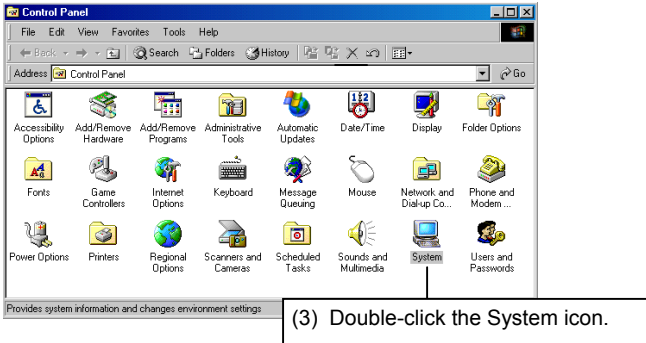 Control Panel
File Edit View Favorites Tools Help
Back Search Folders History
Address Control Panel Go
Accessibility Options
Add/Remove Hardware
Add/Remove Programs
Administrative Tools
Automatic Updates
Date/Time
Display
Folder Options
Fonts
Game Controllers
Internet Options
Keyboard
Message Queuing
Mouse
Network and Dial-up Co...
Phone and Modem ...
Power Options
Printers
Regional Options
Scanners and Cameras
Scheduled Tasks
Sounds and Multimedia
System
Users and Passwords
Provides system information and changes environment settings
(3) Double-click the System icon.